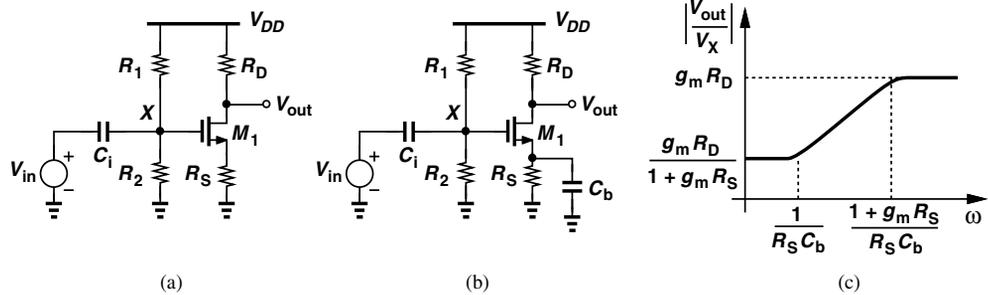 V_DD
R_1
R_D
X
V_out
M_1
C_i
V_in
+
−
R_2
R_S
(a)
V_DD
R_1
R_D
X
V_out
M_1
C_i
V_in
+
−
R_2
R_S
C_b
(b)
|V_out / V_X|
g_m R_D
g_m R_D / 1 + g_m R_S
1 / R_S C_b
1 + g_m R_S / R_S C_b
ω
(c)